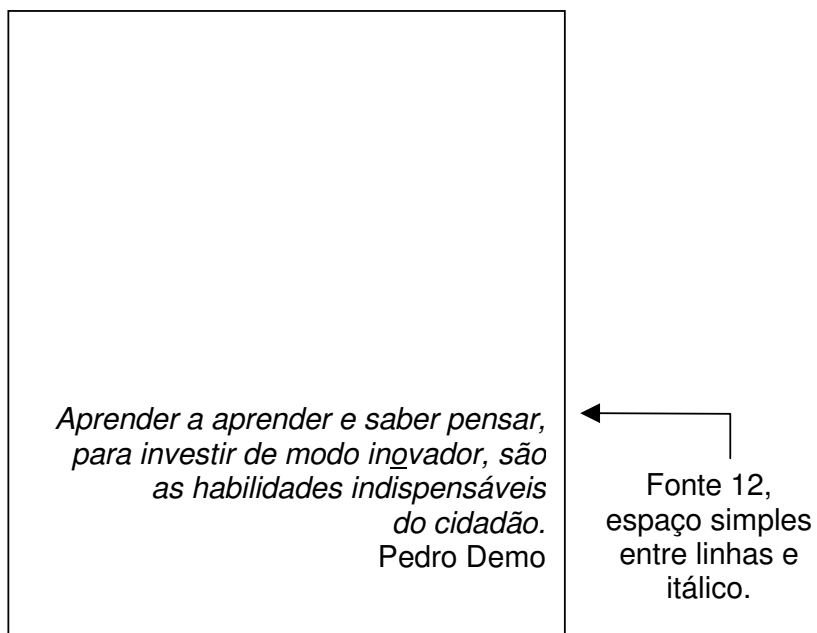 Aprender a aprender e saber pensar,
para investir de modo inovador, são
as habilidades indispensáveis
do cidadão.
Pedro Demo
Fonte 12,
espaço simples
entre linhas e
itálico.